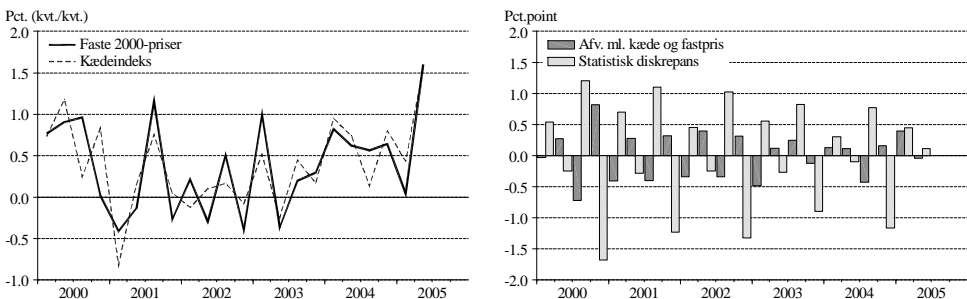 Pct. (kvt./kvt.)
2.0
Faste 2000-priser
Kædeindeks
1.5
1.0
0.5
0.0
-0.5
-1.0
2000 2001 2002 2003 2004 2005
Pct.point
2.0
Afv. ml. kæde og fastpris
Statistisk diskrepans
1.5
1.0
0.5
0.0
-0.5
-1.0
-1.5
-2.0
2000 2001 2002 2003 2004 2005